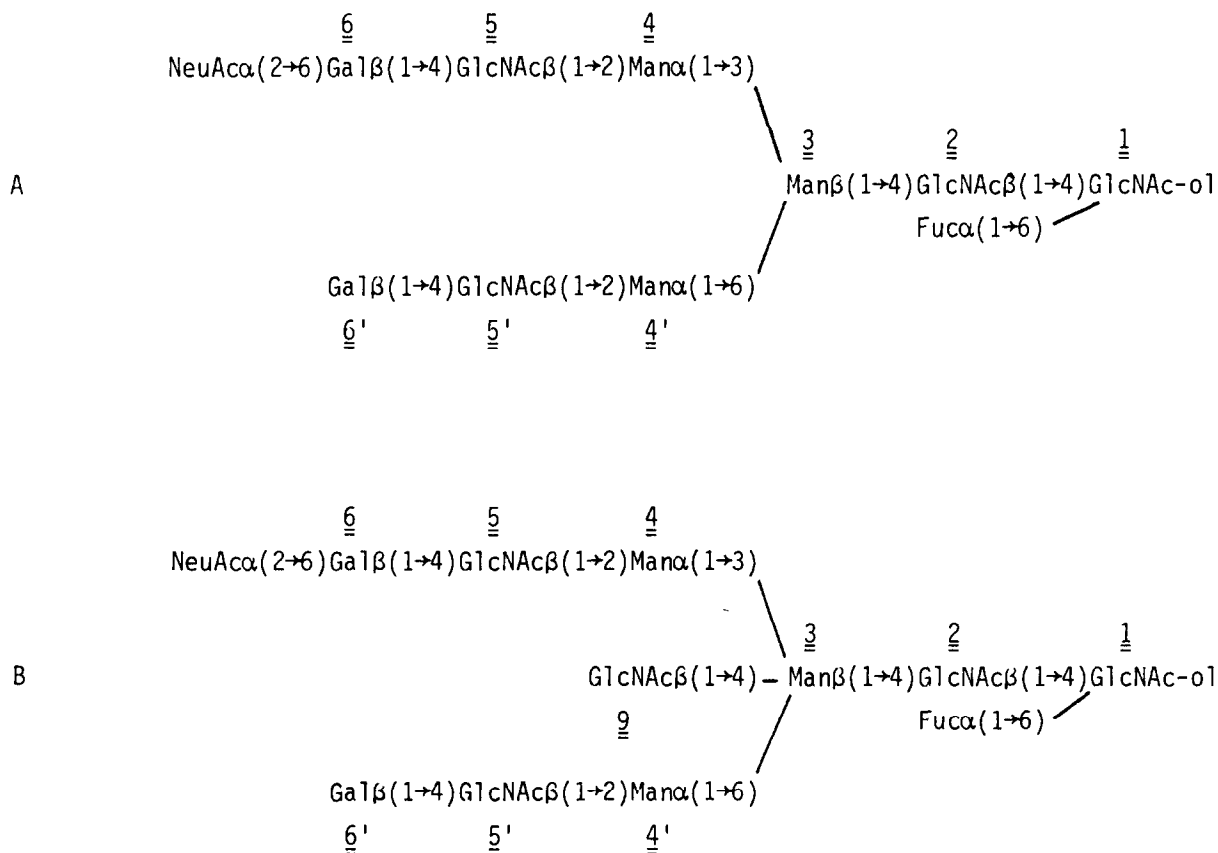 6 5 4
NeuAcα(2→6)Galβ(1→4)GlcNAcβ(1→2)Manα(1→3)
3 2 1
A Manβ(1→4)GlcNAcβ(1→4)GlcNAc-ol
Fucα(1→6)
Galβ(1→4)GlcNAcβ(1→2)Manα(1→6)
6' 5' 4'
6 5 4
NeuAcα(2→6)Galβ(1→4)GlcNAcβ(1→2)Manα(1→3)
3 2 1
B GlcNAcβ(1→4)–Manβ(1→4)GlcNAcβ(1→4)GlcNAc-ol
9 Fucα(1→6)
Galβ(1→4)GlcNAcβ(1→2)Manα(1→6)
6' 5' 4'